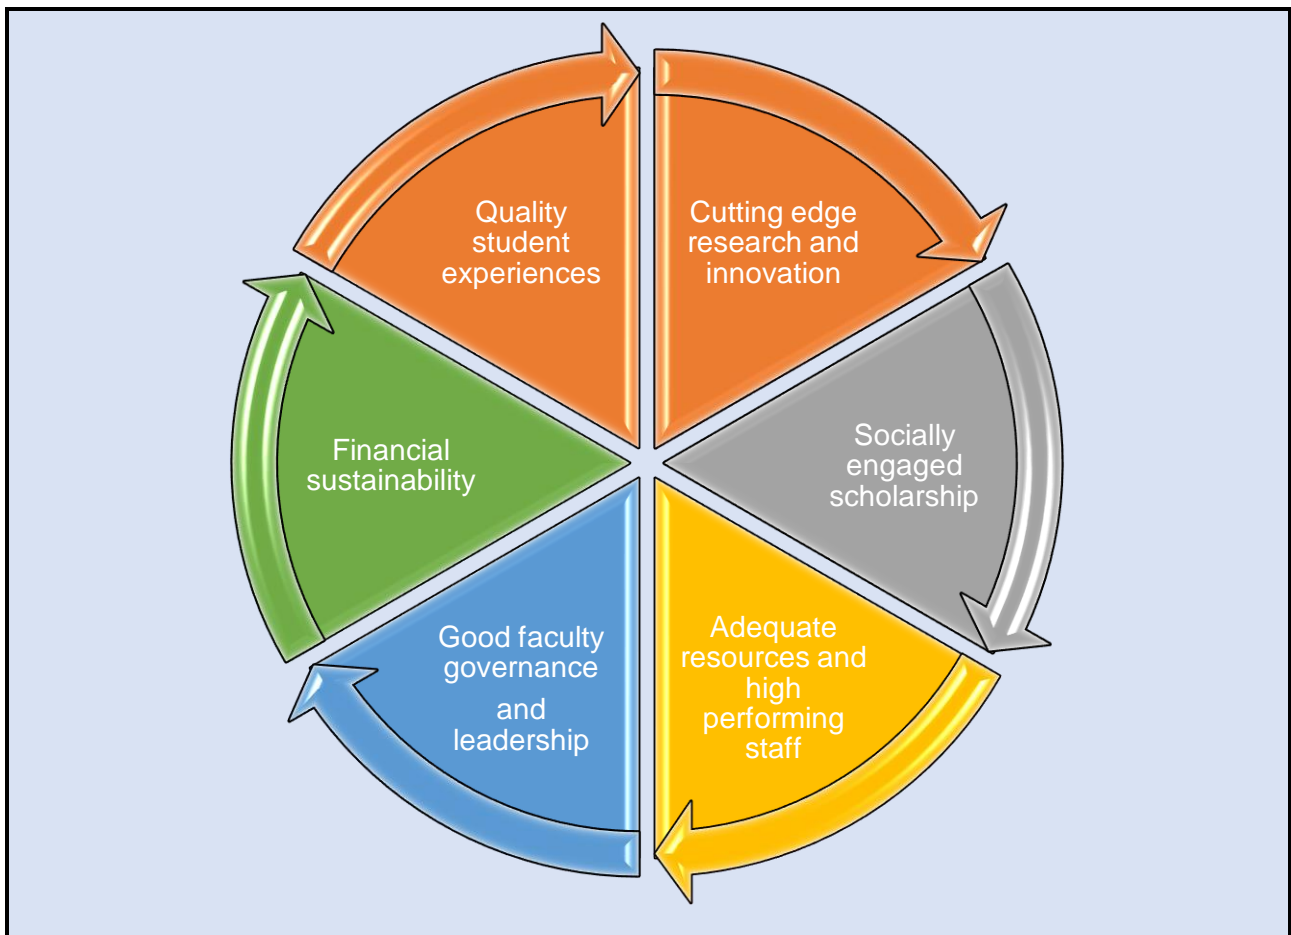 Quality
student
experiences
Cutting edge
research and
innovation
Socially
engaged
scholarship
Adequate
resources and
high
performing
staff
Good faculty
governance
and
leadership
Financial
sustainability